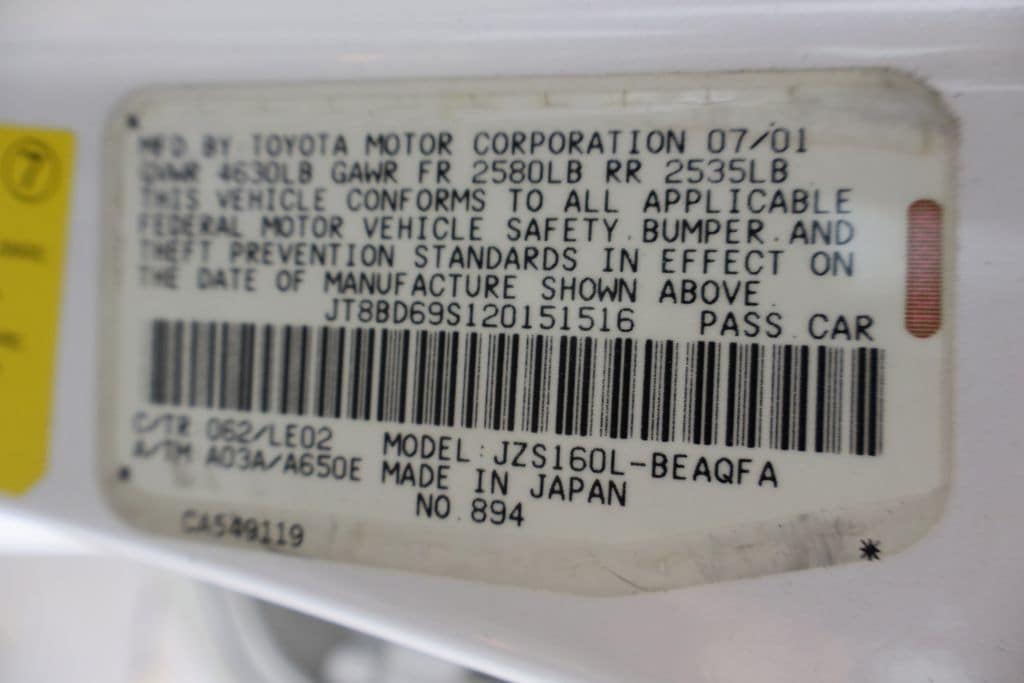 MFD BY TOYOTA MOTOR CORPORATION 07/01
GVWR 4630LB GAWR FR 2580LB RR 2535LB
THIS VEHICLE CONFORMS TO ALL APPLICABLE
FEDERAL MOTOR VEHICLE SAFETY.BUMPER.AND
THEFT PREVENTION STANDARDS IN EFFECT ON
THE DATE OF MANUFACTURE SHOWN ABOVE.
JT8BD69S120151516 PASS.CAR
C/TR 062/LE02 MODEL:JZS160L-BEAQFA
A/TM A03A/A650E MADE IN JAPAN
NO.894
CA549119
7